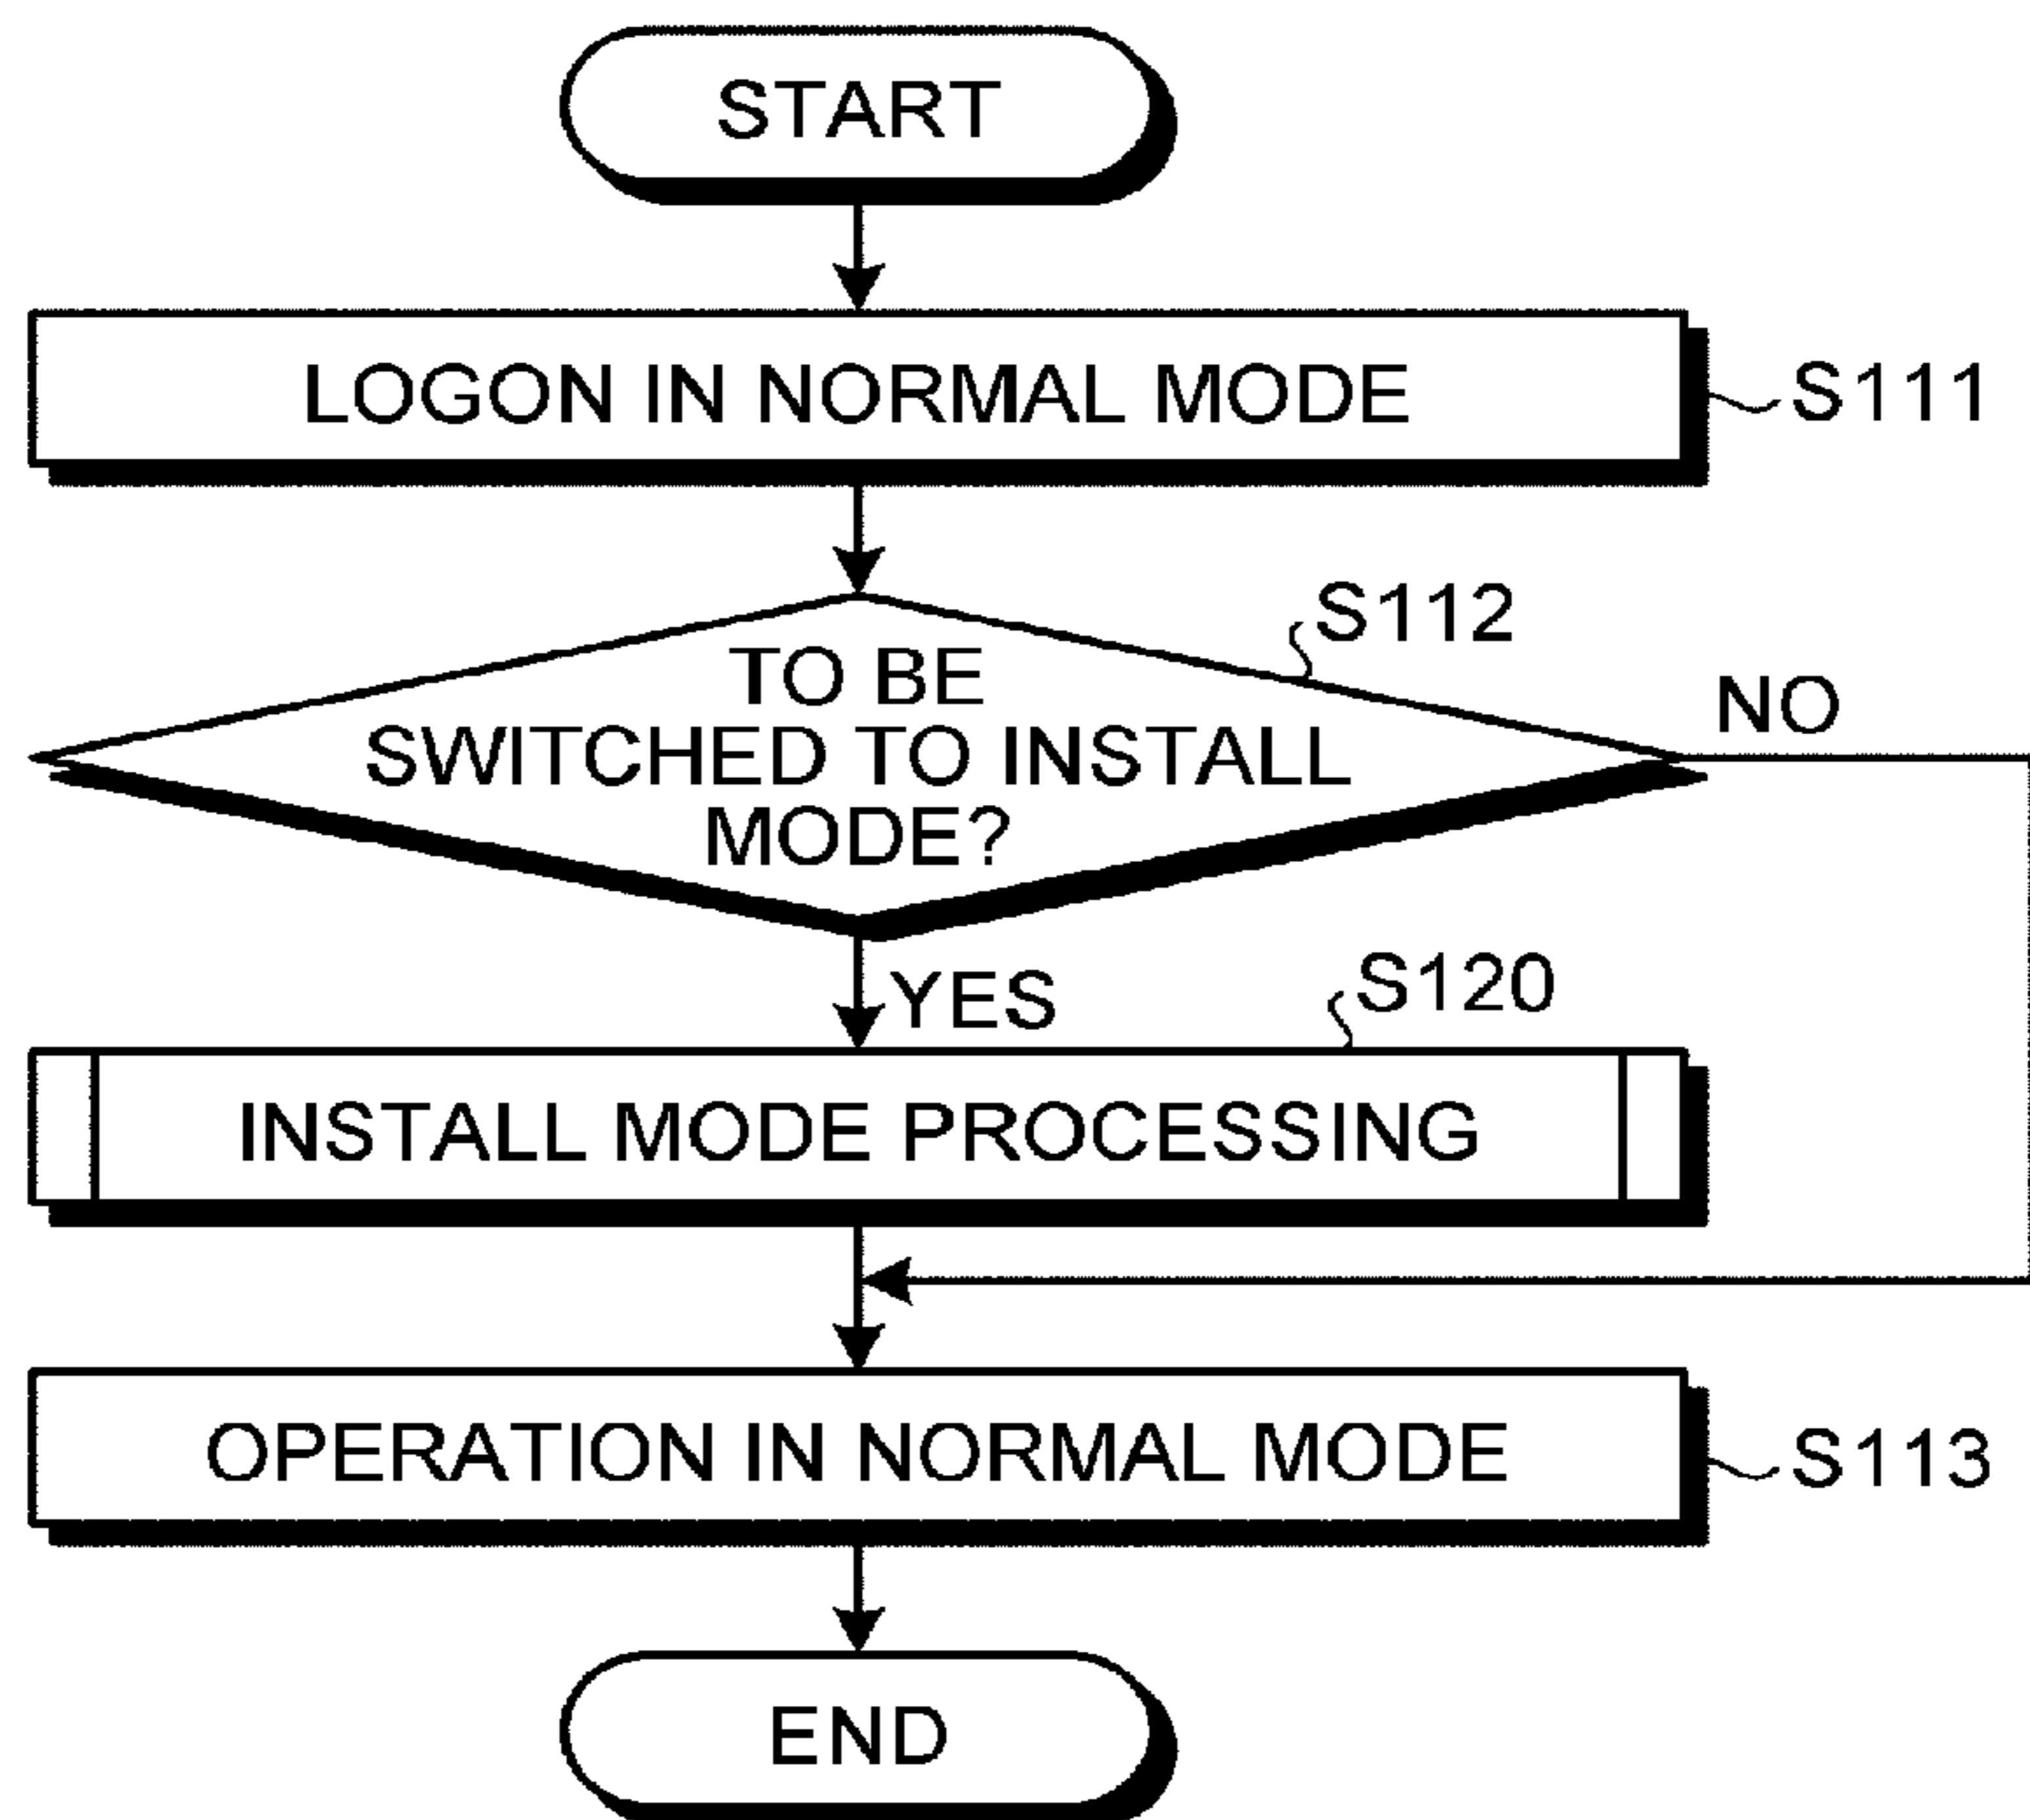 START
LOGON IN NORMAL MODE
S111
S112
TO BE
SWITCHED TO INSTALL
MODE?
NO
YES
S120
INSTALL MODE PROCESSING
OPERATION IN NORMAL MODE
S113
END